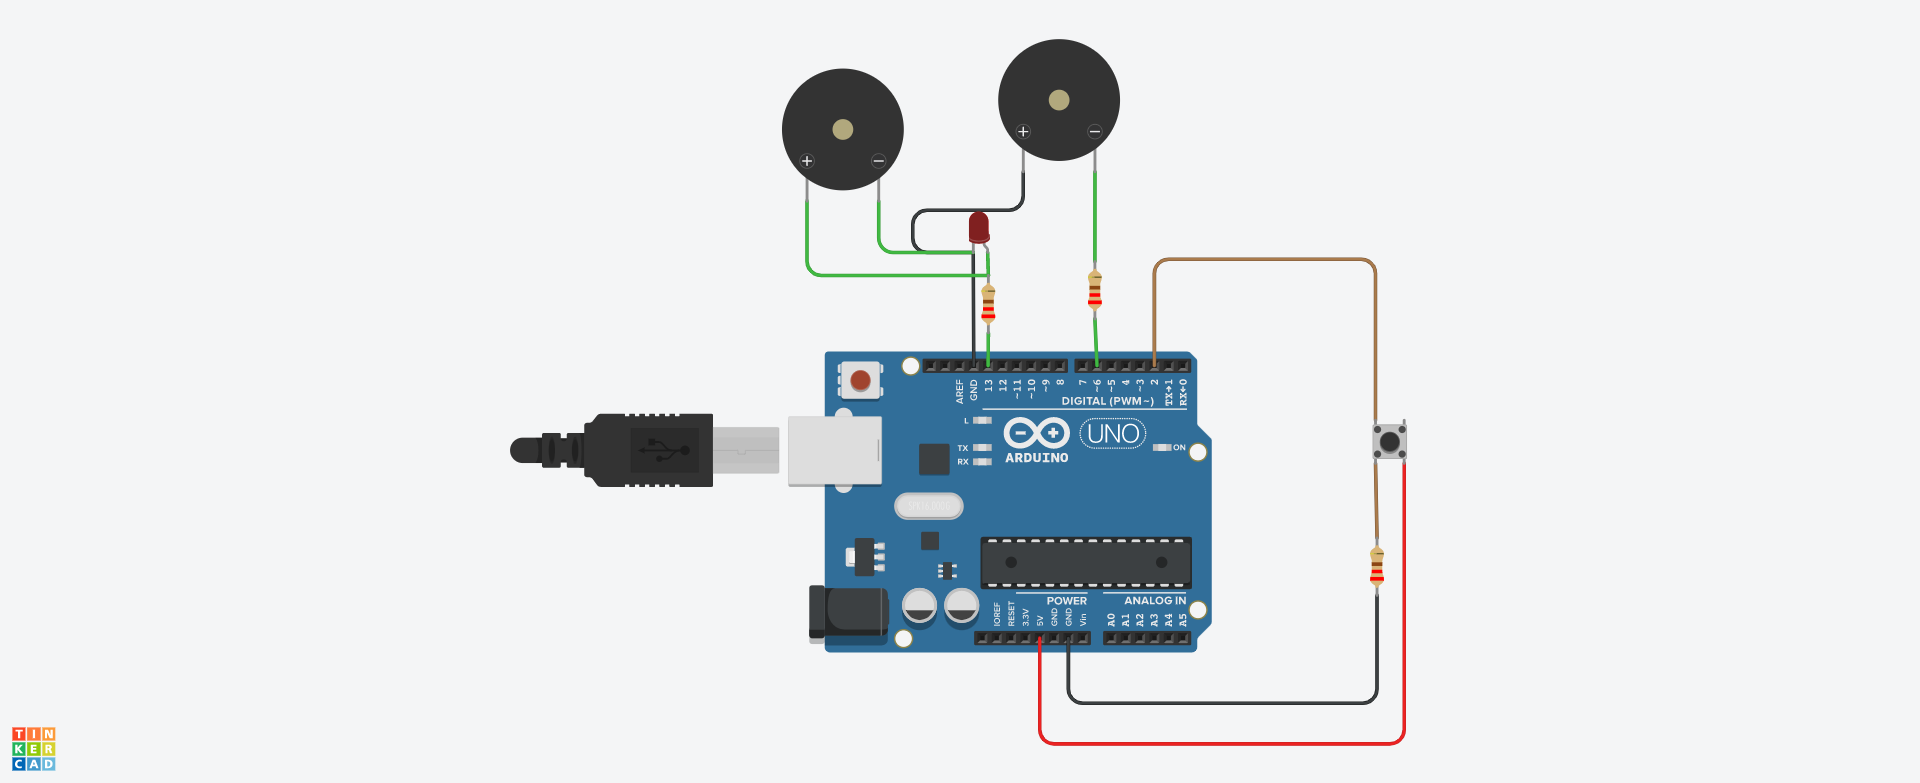 + −
+ −
AREF
GND
13
12
~11
~10
~9
8
7
~6
~5
4
~3
2
TX→1
RX←0
DIGITAL (PWM~)
L
TX
RX
UNO
ON
ARDUINO
POWER
ANALOG IN
IOREF
RESET
3.3V
5V
GND
GND
Vin
A0
A1
A2
A3
A4
A5
TIN
KER
CAD